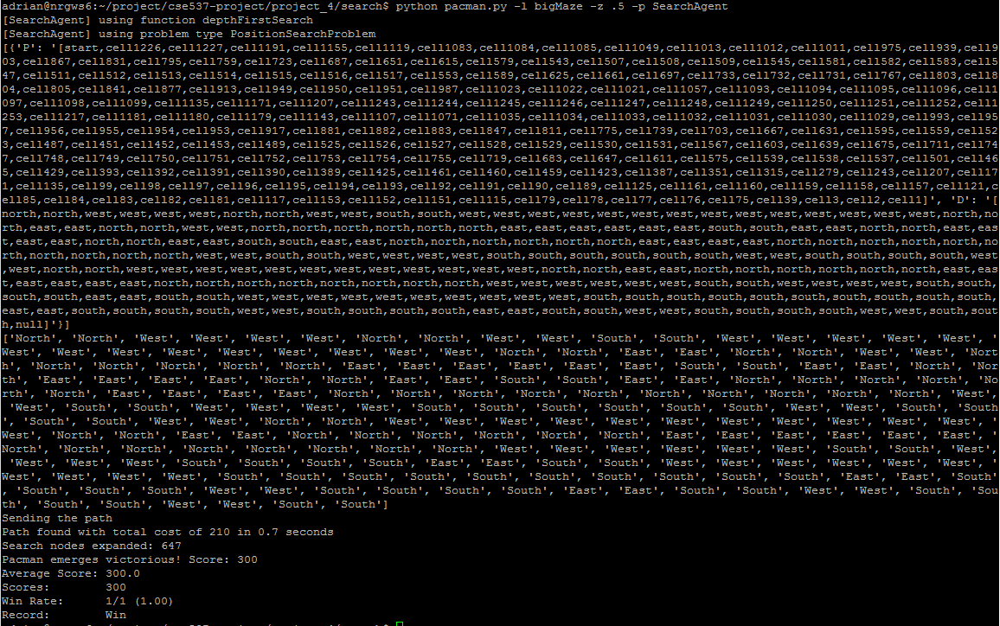 adrian@nrgws6:~/project/cse537-project/project_4/search$ python pacman.py -l bigMaze -z .5 -p SearchAgent
[SearchAgent] using function depthFirstSearch
[SearchAgent] using problem type PositionSearchProblem
[{'P': '[start,cell1226,cell1227,cell1191,cell1155,cell1119,cell1083,cell1084,cell1085,cell1049,cell1013,cell1012,cell1011,cell975,cell939,cell9
03,cell867,cell831,cell795,cell759,cell723,cell687,cell651,cell615,cell579,cell543,cell507,cell508,cell509,cell545,cell581,cell582,cell583,cell5
47,cell511,cell512,cell513,cell514,cell515,cell516,cell517,cell553,cell589,cell625,cell661,cell697,cell733,cell732,cell731,cell767,cell803,cell8
04,cell805,cell841,cell877,cell913,cell949,cell950,cell951,cell987,cell1023,cell1022,cell1021,cell1057,cell1093,cell1094,cell1095,cell1096,cell1
097,cell1098,cell1099,cell1135,cell1171,cell1207,cell1243,cell1244,cell1245,cell1246,cell1247,cell1248,cell1249,cell1250,cell1251,cell1252,cell1
253,cell1217,cell1181,cell1180,cell1179,cell1143,cell1107,cell1071,cell1035,cell1034,cell1033,cell1032,cell1031,cell1030,cell1029,cell993,cell95
7,cell956,cell955,cell954,cell953,cell917,cell881,cell882,cell883,cell847,cell811,cell775,cell739,cell703,cell667,cell631,cell595,cell559,cell52
3,cell487,cell451,cell452,cell453,cell489,cell525,cell526,cell527,cell528,cell529,cell530,cell531,cell567,cell603,cell639,cell675,cell711,cell74
7,cell748,cell749,cell750,cell751,cell752,cell753,cell754,cell755,cell719,cell683,cell647,cell611,cell575,cell539,cell538,cell537,cell501,cell46
5,cell429,cell393,cell392,cell391,cell390,cell389,cell425,cell461,cell460,cell459,cell423,cell387,cell351,cell315,cell279,cell243,cell207,cell17
1,cell135,cell99,cell98,cell97,cell96,cell95,cell94,cell93,cell92,cell91,cell90,cell89,cell125,cell161,cell160,cell159,cell158,cell157,cell121,c
ell85,cell84,cell83,cell82,cell81,cell117,cell153,cell152,cell151,cell115,cell79,cell78,cell77,cell76,cell75,cell39,cell3,cell2,cell1]', 'D': '[
north,north,west,west,west,west,north,north,west,west,south,south,west,west,west,west,west,west,west,west,west,west,west,west,west,west,north,nor
th,east,east,north,north,west,west,north,north,north,north,north,north,east,east,east,east,south,south,east,east,north,north,north,east,east,eas
t,east,east,north,north,east,east,south,south,east,east,north,north,north,north,north,north,east,east,east,east,north,north,north,north,north,no
rth,north,north,north,north,west,west,south,south,west,west,west,west,south,south,south,south,south,south,west,west,south,south,south,south,west
,west,north,north,west,west,west,west,west,west,west,west,west,west,north,north,east,east,north,north,north,north,north,north,north,north,east,eas
t,east,east,east,east,north,north,north,north,north,north,north,north,west,west,west,west,west,west,south,south,west,west,west,west,south,south,
south,south,east,east,south,south,west,west,west,west,west,west,west,west,south,south,south,south,south,south,south,south,south,south,south,south,
east,east,south,south,south,south,west,west,south,south,south,south,east,east,south,south,west,west,south,south,south,south,west,west,south,sout
h,null]'}]
['North', 'North', 'West', 'West', 'West', 'West', 'North', 'North', 'West', 'West', 'South', 'South', 'West', 'West', 'West', 'West', 'West', '
West', 'West', 'West', 'West', 'West', 'West', 'West', 'West', 'West', 'North', 'North', 'East', 'East', 'North', 'North', 'West', 'West', 'Nort
h', 'North', 'North', 'North', 'North', 'North', 'East', 'East', 'East', 'East', 'South', 'South', 'East', 'East', 'North', 'North', 'Nor
th', 'East', 'East', 'East', 'East', 'North', 'North', 'East', 'East', 'South', 'South', 'East', 'East', 'North', 'North', 'North', 'North', 'No
rth', 'North', 'East', 'East', 'East', 'East', 'North', 'North', 'North', 'North', 'North', 'North', 'North', 'North', 'North', 'North', 'West',
 'West', 'South', 'South', 'West', 'West', 'West', 'West', 'South', 'South', 'South', 'South', 'South', 'South', 'West', 'West', 'South', 'South
', 'South', 'South', 'West', 'West', 'North', 'North', 'West', 'West', 'West', 'West', 'West', 'West', 'West', 'West', 'West', 'West', 'West', '
West', 'North', 'North', 'East', 'East', 'North', 'North', 'North', 'North', 'North', 'North', 'North', 'East', 'East', 'East', 'East', 'East', '
North', 'North', 'North', 'North', 'North', 'North', 'North', 'North', 'West', 'West', 'West', 'West', 'West', 'West', 'South', 'South', 'West',
 'West', 'West', 'West', 'South', 'South', 'South', 'South', 'East', 'East', 'South', 'South', 'West', 'West', 'West', 'West', 'West', 'West', '
West', 'West', 'West', 'West', 'South', 'South', 'South', 'South', 'South', 'South', 'South', 'South', 'South', 'South', 'East', 'East', 'South'
, 'South', 'South', 'South', 'West', 'West', 'South', 'South', 'South', 'South', 'East', 'East', 'South', 'South', 'West', 'West', 'South', 'Sou
th', 'South', 'South', 'West', 'West', 'South', 'South']
Sending the path
Path found with total cost of 210 in 0.7 seconds
Search nodes expanded: 647
Pacman emerges victorious! Score: 300
Average Score: 300.0
Scores:        300
Win Rate:      1/1 (1.00)
Record:        Win